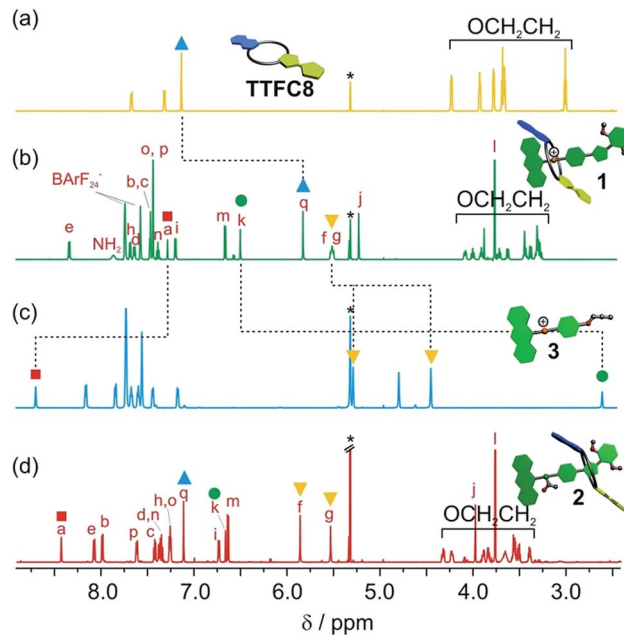 (a)
OCH₂CH₂
TTFC8
*
(b)
o, p
l
BArF₂₄⁻
b,c
e
NH₂
h
d
n
a
i
m
k
q
f
g
*
j
OCH₂CH₂
1
(c)
*
3
(d)
*
l
a
e
b
p
c
d,n
h,o
q
i
k
m
f
g
j
OCH₂CH₂
2
8.0 7.0 6.0 5.0 4.0 3.0
δ / ppm